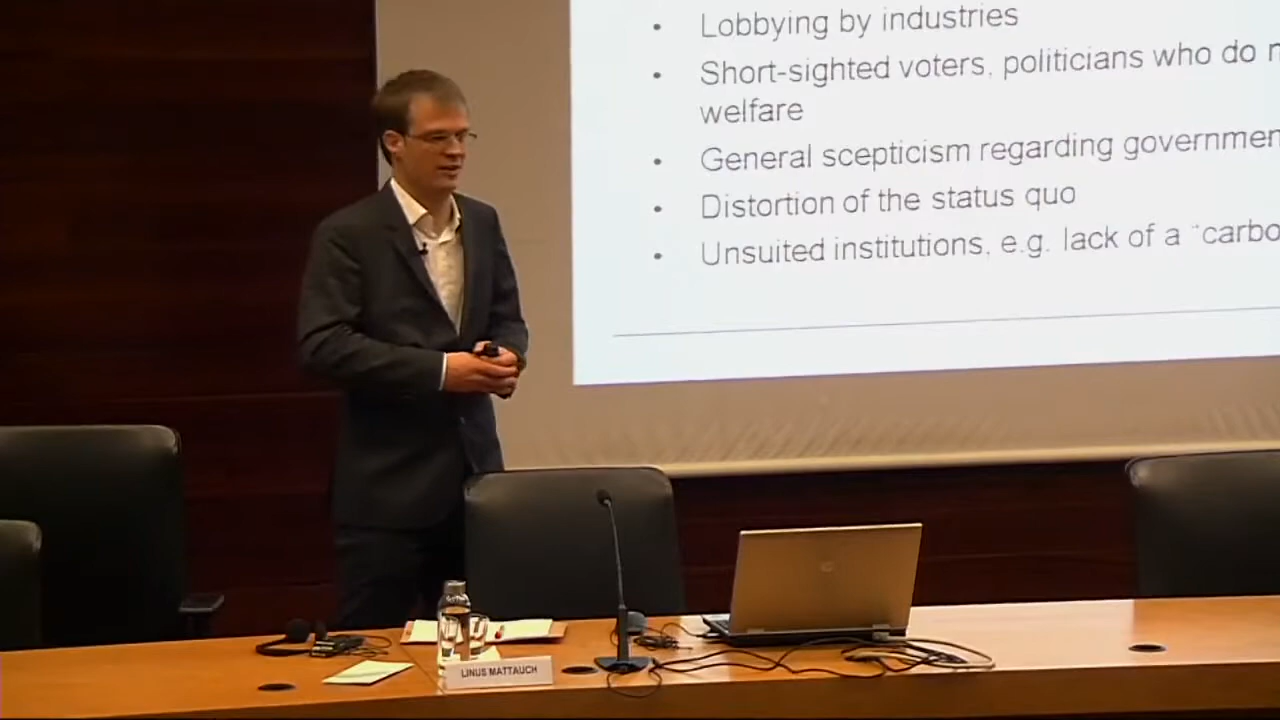 • Lobbying by industries
• Short-sighted voters, politicians who do
welfare
• General scepticism regarding governmen
• Distortion of the status quo
• Unsuited institutions, e.g. lack of a “carbo
LINUS MATTAUCH